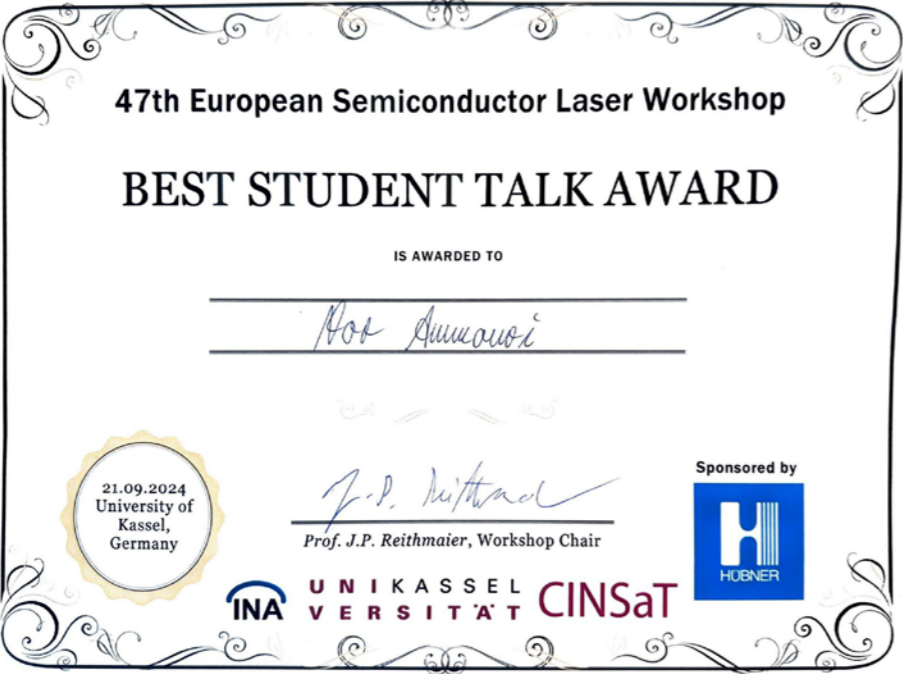 47th European Semiconductor Laser Workshop
BEST STUDENT TALK AWARD
IS AWARDED TO
21.09.2024
University of
Kassel,
Germany
Prof. J.P. Reithmaier, Workshop Chair
Sponsored by
HÜBNER
INA
UNIKASSEL
VERSITÄT
CINSaT